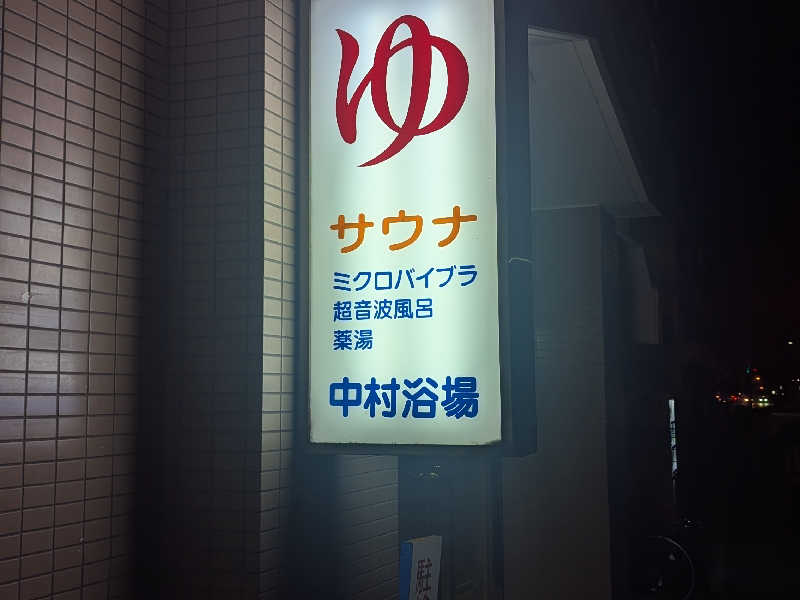 ゆ
サウナ
ミクロバイブラ
超音波風呂
薬湯
中村浴場
駐